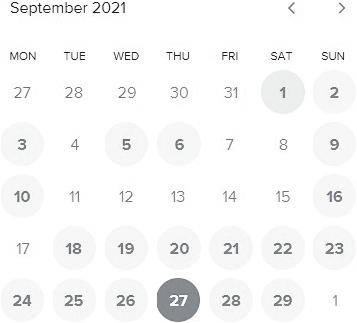 September 2021
MON TUE WED THU FRI SAT SUN
27 28 29 30 31 1 2
3 4 5 6 7 8 9
10 11 12 13 14 15 16
17 18 19 20 21 22 23
24 25 26 27 28 29 1